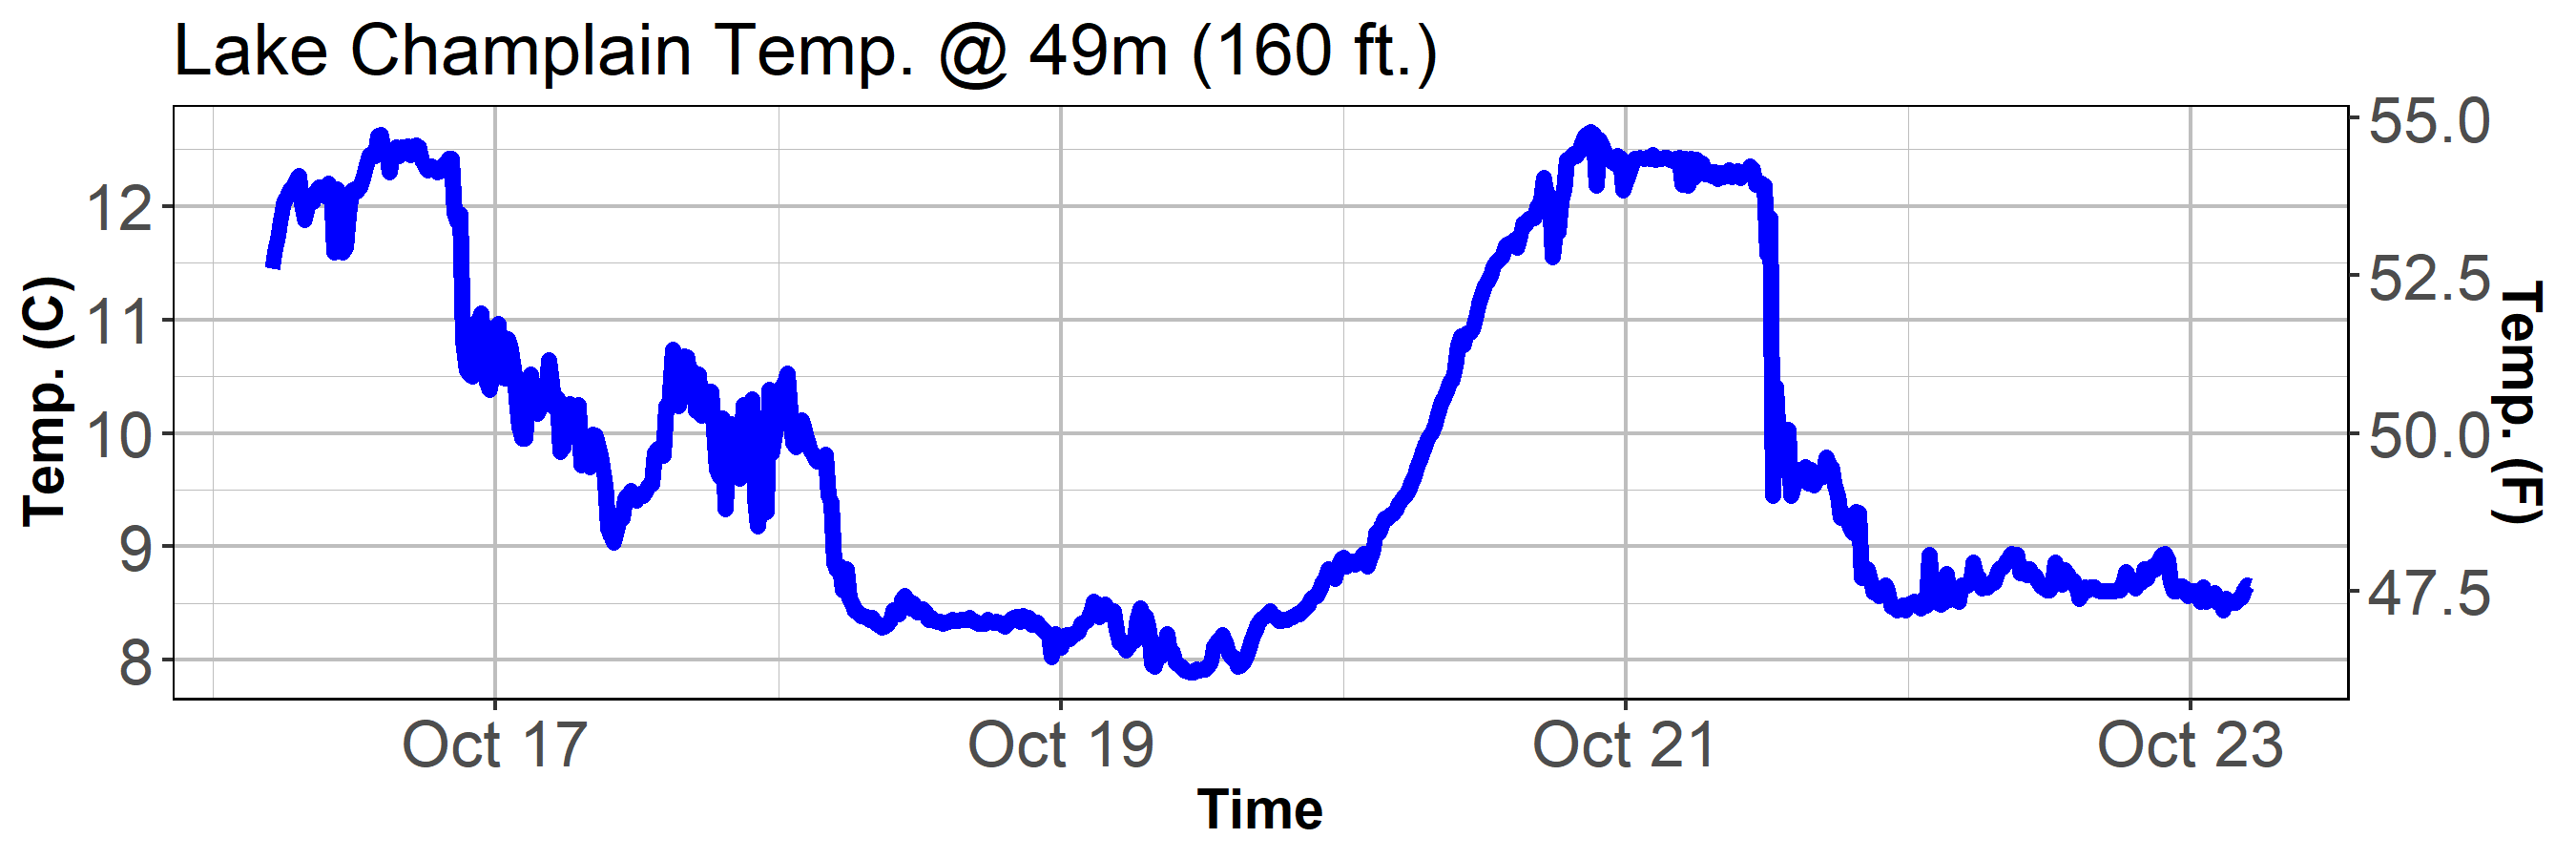 Lake Champlain Temp. @ 49m (160 ft.)
Temp. (C)
12
11
10
9
8
55.0
52.5
50.0
47.5
Temp. (F)
Oct 17
Oct 19
Oct 21
Oct 23
Time